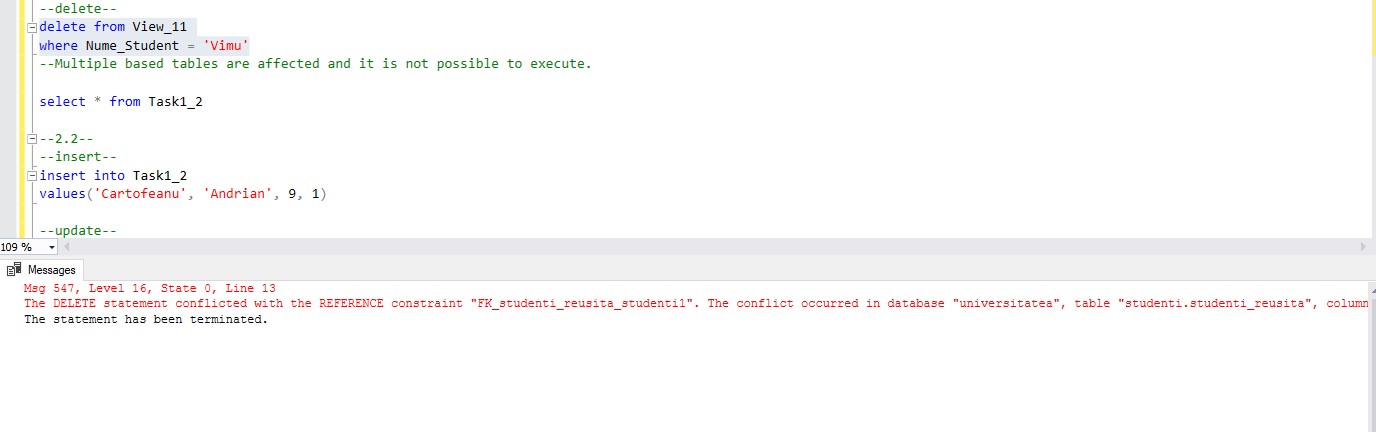 --delete--
delete from View_11
where Nume_Student = 'Vimu'
--Multiple based tables are affected and it is not possible to execute.
select * from Task1_2
--2.2--
--insert--
insert into Task1_2
values('Cartofeanu', 'Andrian', 9, 1)
--update--
109 %
Messages
Msg 547, Level 16, State 0, Line 13
The DELETE statement conflicted with the REFERENCE constraint "FK_studenti_reusita_studenti1". The conflict occurred in database "universitatea", table "studenti.studenti_reusita", column
The statement has been terminated.